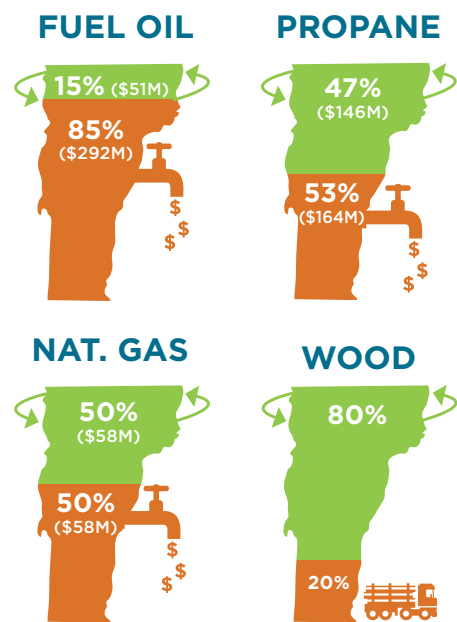 FUEL OIL
15% ($51M)
85%
($292M)
$
$
$
PROPANE
47%
($146M)
53%
($164M)
$
$
$
NAT. GAS
50%
($58M)
50%
($58M)
$
$
$
WOOD
80%
20%